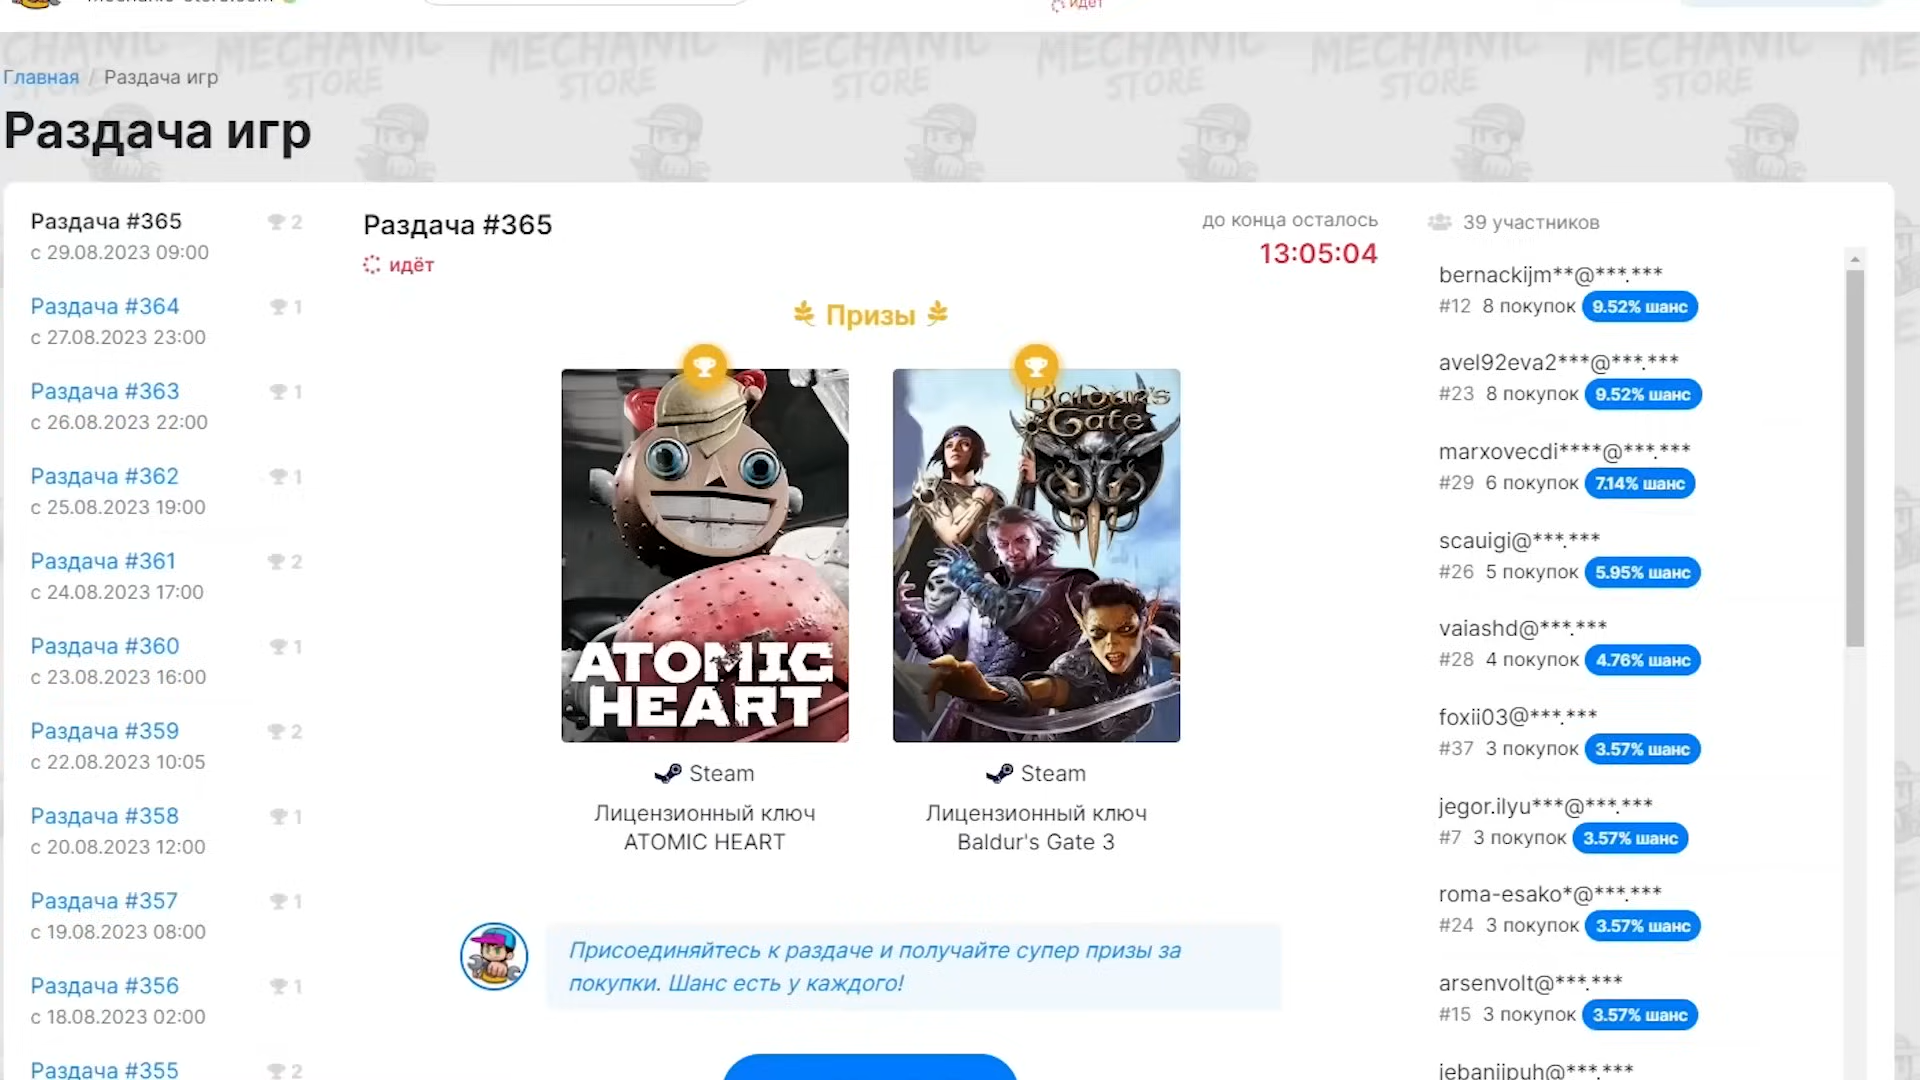 mechanic-store.com
идёт
MECHANIC STORE
Главная / Раздача игр
Раздача игр
Раздача #365
2
с 29.08.2023 09:00
Раздача #364
1
с 27.08.2023 23:00
Раздача #363
1
с 26.08.2023 22:00
Раздача #362
1
с 25.08.2023 19:00
Раздача #361
2
с 24.08.2023 17:00
Раздача #360
1
с 23.08.2023 16:00
Раздача #359
2
с 22.08.2023 10:05
Раздача #358
1
с 20.08.2023 12:00
Раздача #357
1
с 19.08.2023 08:00
Раздача #356
1
с 18.08.2023 02:00
Раздача #355
2
Раздача #365
идёт
до конца осталось
13:05:04
Призы
ATOMIC
HEART
Baldur's
Gate
Steam
Steam
Лицензионный ключ
ATOMIC HEART
Лицензионный ключ
Baldur's Gate 3
Присоединяйтесь к раздаче и получайте супер призы за
покупки. Шанс есть у каждого!
39 участников
bernackijm**@***.***
#12 8 покупок 9.52% шанс
avel92eva2***@***.***
#23 8 покупок 9.52% шанс
marxovecdi****@***.***
#29 6 покупок 7.14% шанс
scauigi@***.***
#26 5 покупок 5.95% шанс
vaiashd@***.***
#28 4 покупок 4.76% шанс
foxii03@***.***
#37 3 покупок 3.57% шанс
jegor.ilyu***@***.***
#7 3 покупок 3.57% шанс
roma-esako*@***.***
#24 3 покупок 3.57% шанс
arsenvolt@***.***
#15 3 покупок 3.57% шанс
jebaniipuh@***.***